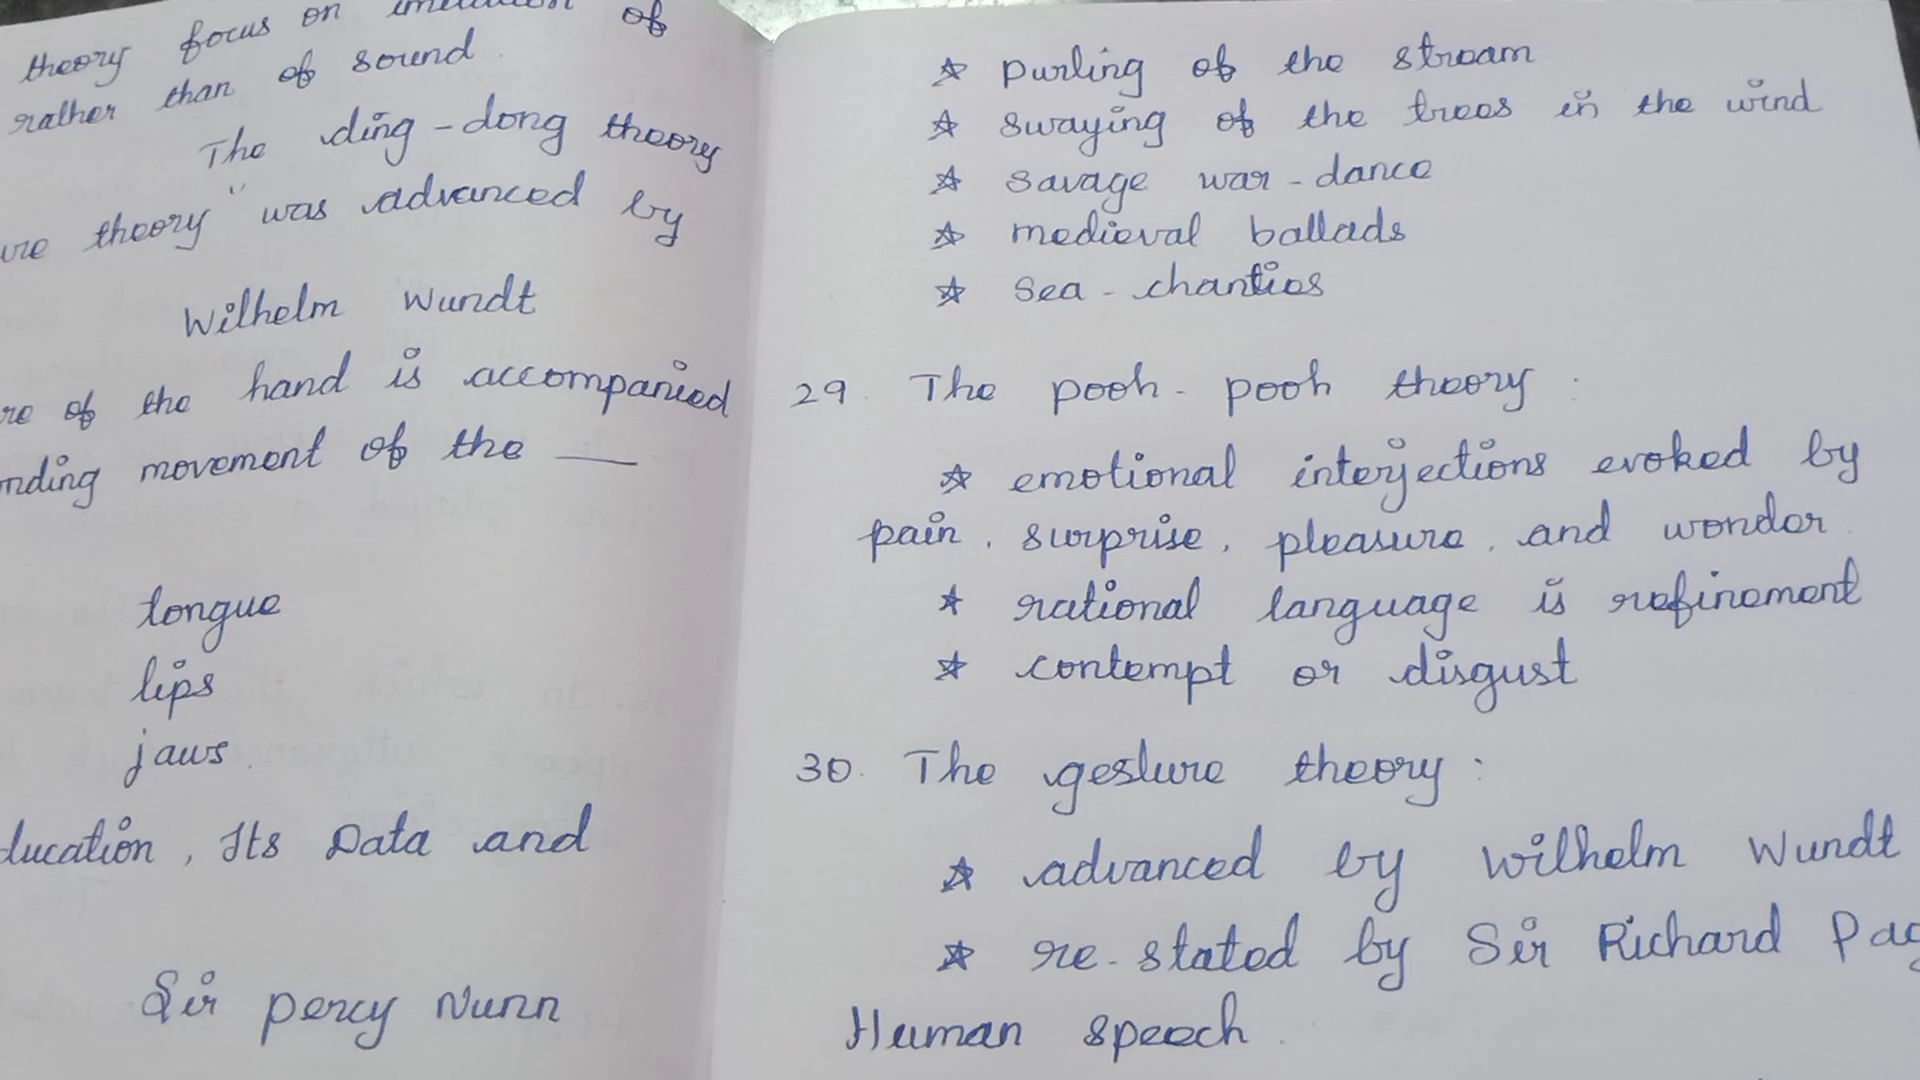 theory focus on imitation of
rather than of sound
The ding-dong theory
theory" was advanced by
Wilhelm Wundt
of the hand is accompanied
movement of the ___
tongue
lips
jaws.
, Its Data and
Sir percy Nunn
☆ purling of the stream
☆ swaying of the trees in the wind
☆ savage war-dance
☆ medieval ballads
☆ sea-chanties
29. The pooh-pooh theory:
☆ emotional interjections evoked by
pain, surprise, pleasure, and wonder.
☆ rational language is refinement
☆ contempt or disgust
30. The gesture theory:
☆ advanced by Wilhelm Wundt
☆ re-stated by Sir Richard
Human speech.